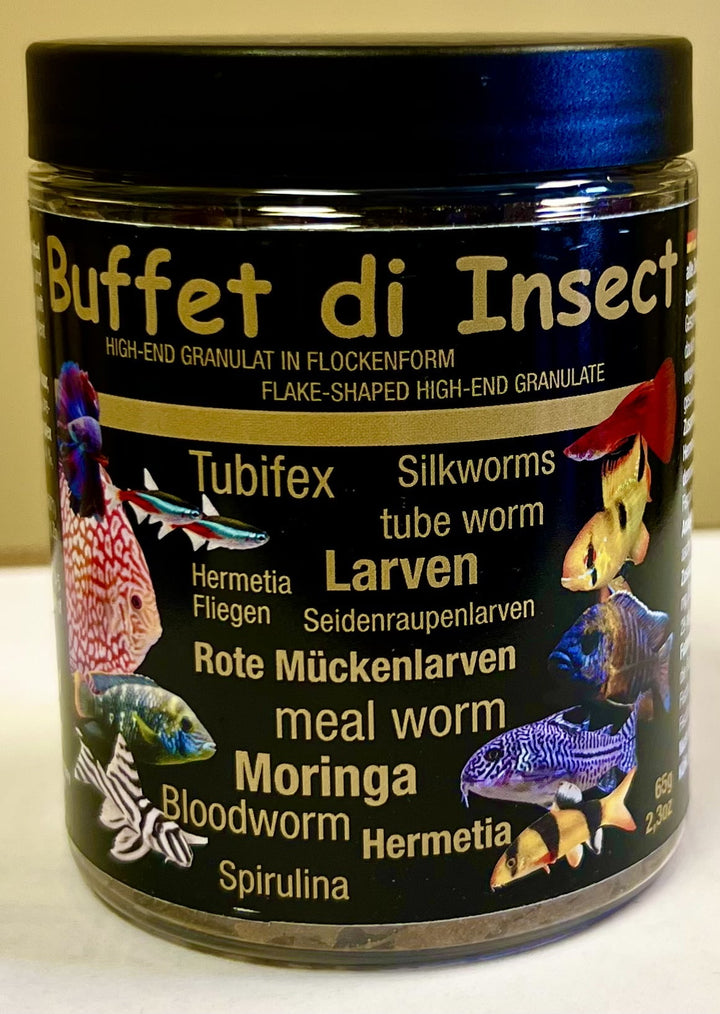 Buffet di Insect
HIGH-END GRANULAT IN FLOCKENFORM
FLAKE-SHAPED HIGH-END GRANULATE
Tubifex
Silkworms
tube worm
Hermetia
Fliegen
Larven
Seidenraupenlarven
Rote Mückenlarven
meal worm
Moringa
Bloodworm
Hermetia
Spirulina
65g
2,3oz